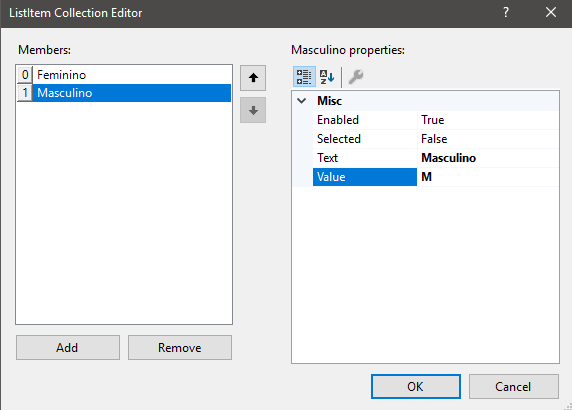 ListItem Collection Editor
Members:
0 Feminino
1 Masculino
Add Remove
Masculino properties:
Misc
Enabled True
Selected False
Text Masculino
Value M
OK Cancel